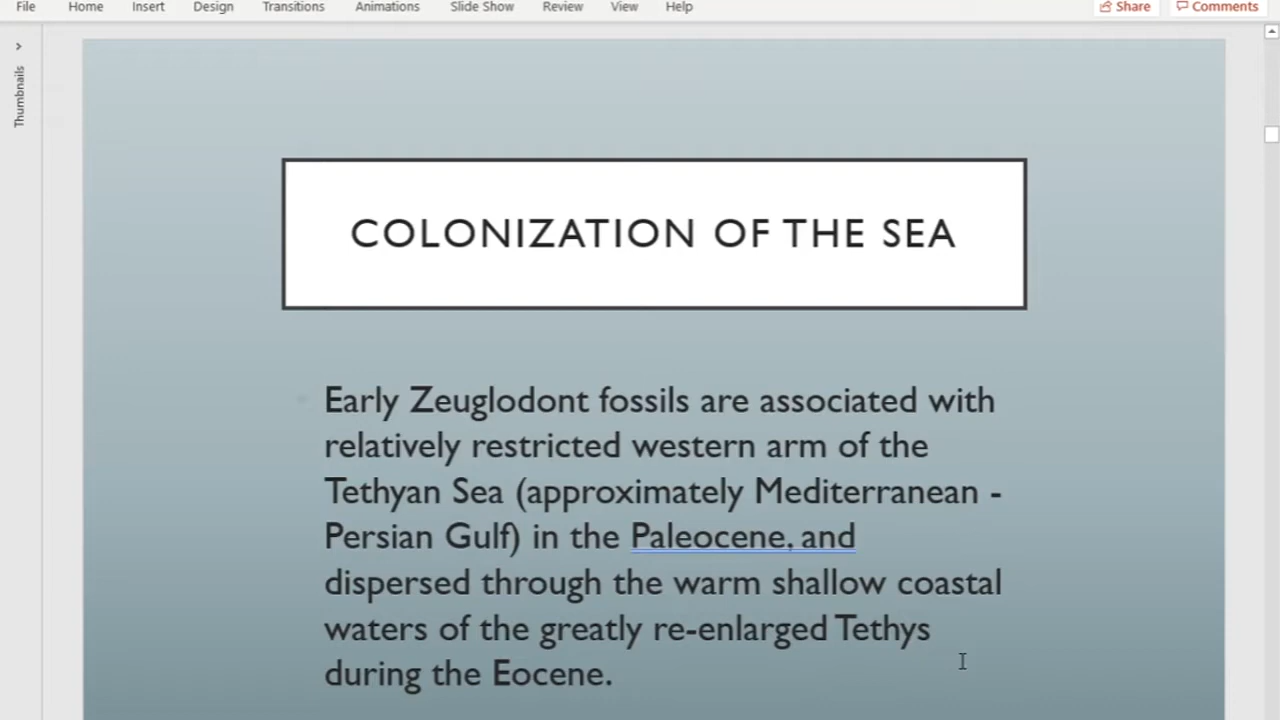 File Home Insert Design Transitions Animations Slide Show Review View Help Share Comments
Thumbnails
COLONIZATION OF THE SEA
Early Zeuglodont fossils are associated with
relatively restricted western arm of the
Tethyan Sea (approximately Mediterranean -
Persian Gulf) in the Paleocene, and
dispersed through the warm shallow coastal
waters of the greatly re-enlarged Tethys
during the Eocene.